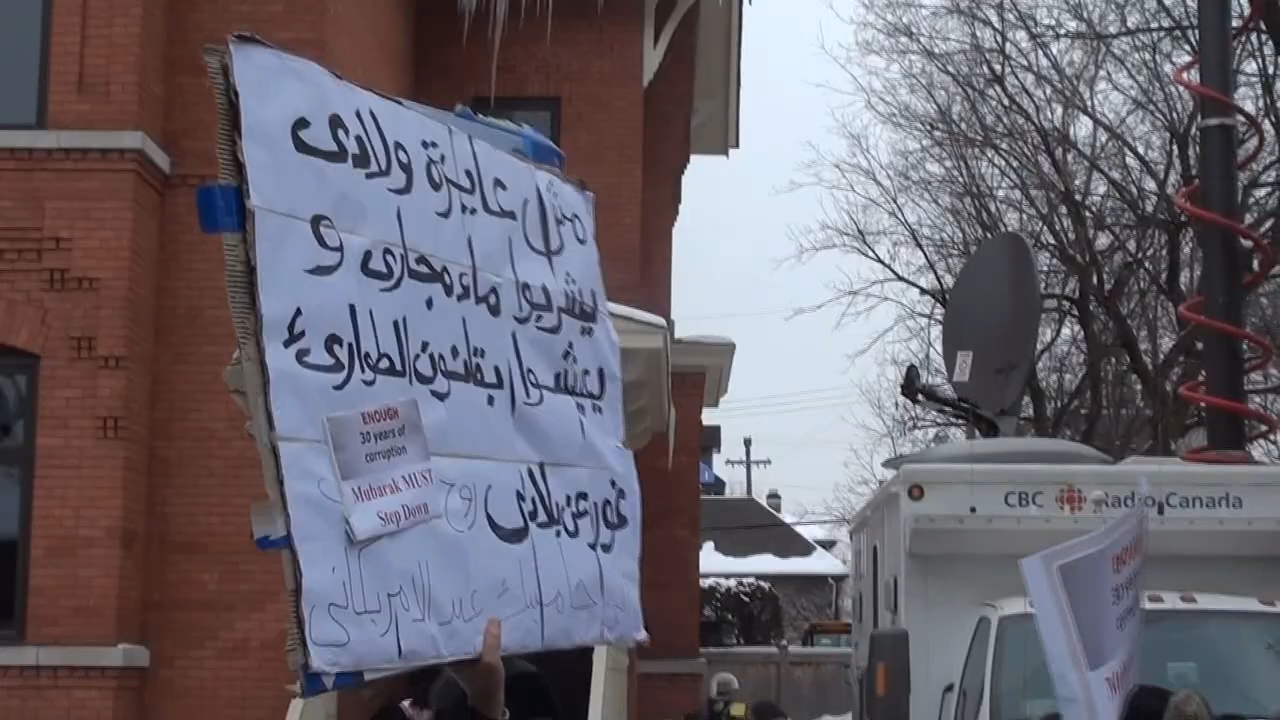 مش عايزة ولادى
يشربوا ماء مجارى و
يعيشوا بقانون الطوارىء
ENOUGH
30 years of
corruption
Mubarak MUST
Step Down
غور عن بلادى
CBC Radio-Canada